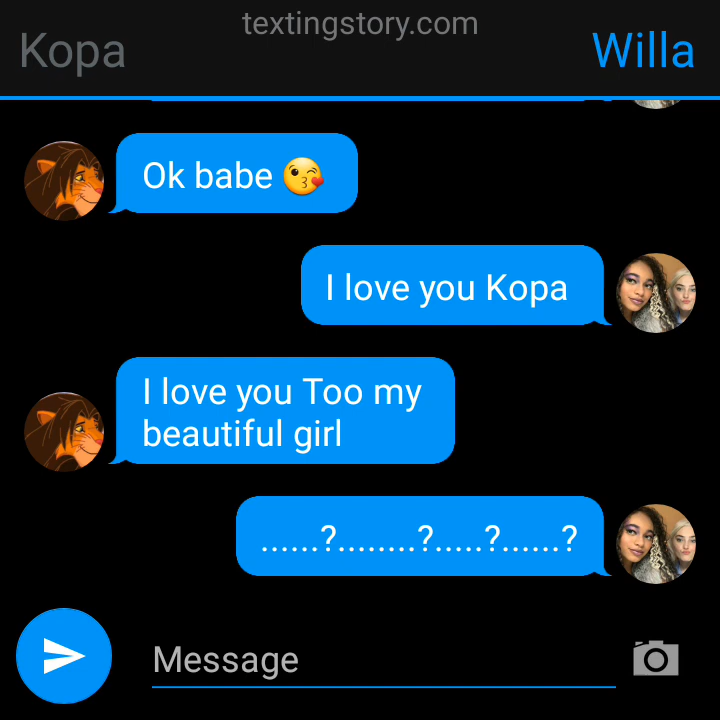 textingstory.com
Kopa
Willa
Ok babe 😘
I love you Kopa
I love you Too my
beautiful girl
......?........?.....?......?
Message